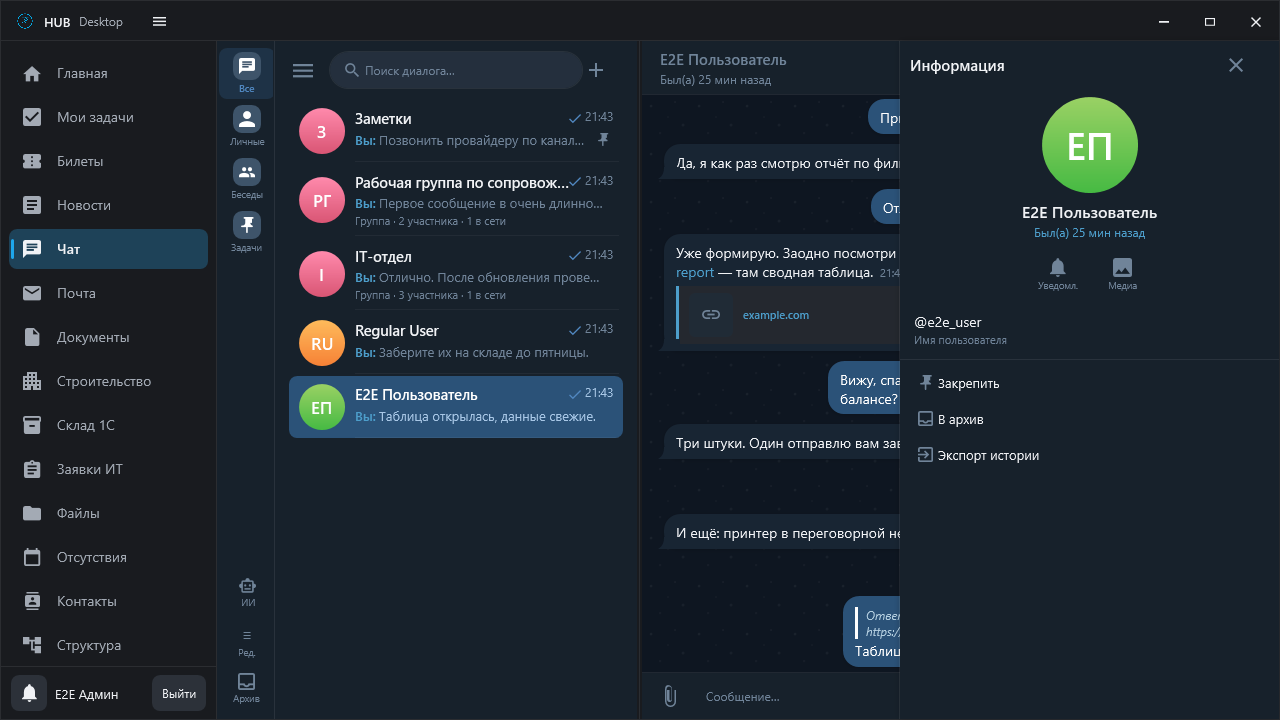 HUB Desktop
Главная
Мои задачи
Билеты
Новости
Чат
Почта
Документы
Строительство
Склад 1С
Заявки ИТ
Файлы
Отсутствия
Контакты
Структура
E2E Админ
Выйти
Все
Личные
Беседы
Задачи
ИИ
Ред.
Архив
Поиск диалога...
З
Заметки
21:43
Вы: Позвонить провайдеру по канал...
РГ
Рабочая группа по сопровож...
21:43
Вы: Первое сообщение в очень длинно...
Группа · 2 участника · 1 в сети
I
IT-отдел
21:43
Вы: Отлично. После обновления прове...
Группа · 3 участника · 1 в сети
RU
Regular User
21:43
Вы: Заберите их на складе до пятницы.
ЕП
E2E Пользователь
21:43
Вы: Таблица открылась, данные свежие.
E2E Пользователь
Был(а) 25 мин назад
Да, я как раз смотрю отчёт по
Уже формирую. Заодно посмотри
report — там сводная таблица.
example.com
Вижу,
балансе?
Три штуки. Один отправлю вам
И ещё: принтер в переговорной
https:/
Сообщение...
Информация
ЕП
E2E Пользователь
Был(а) 25 мин назад
Уведомл.
Медиа
@e2e_user
Имя пользователя
Закрепить
В архив
Экспорт истории